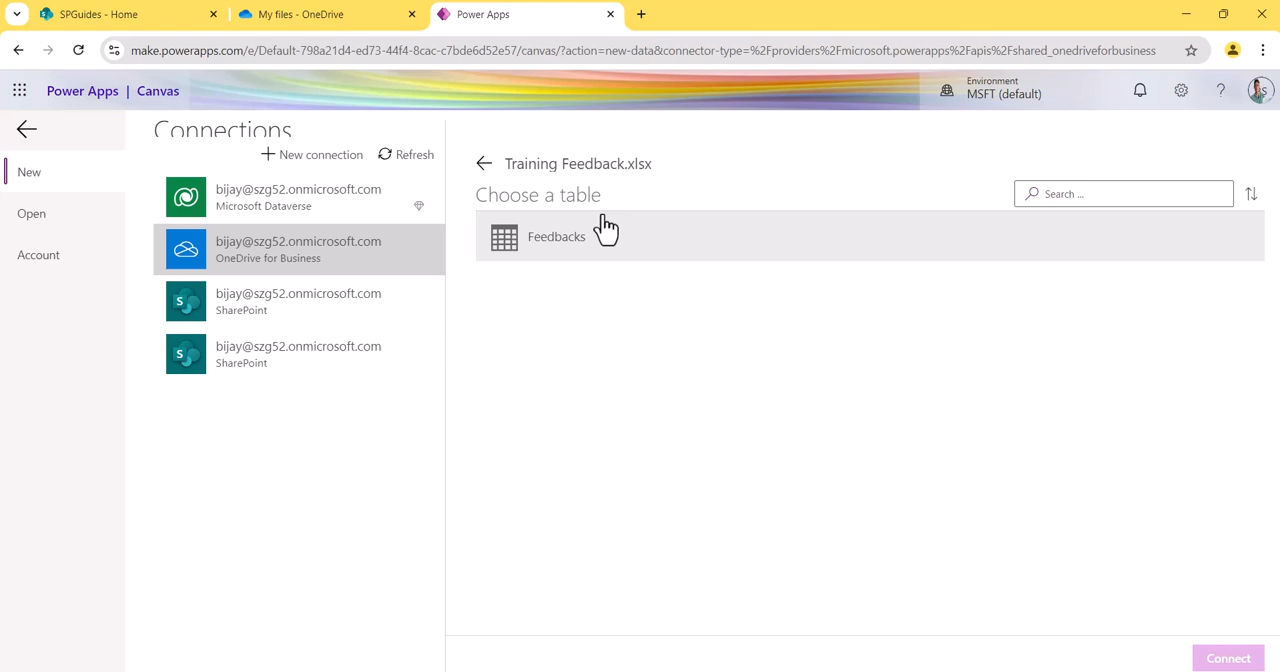 SPGuides - Home
My files - OneDrive
Power Apps
make.powerapps.com/e/Default-798a21d4-ed73-44f4-8cac-c7bde6d52e57/canvas/?action=new-data&connector-type=%2Fproviders%2Fmicrosoft.powerapps%2Fapis%2Fshared_onedriveforbusiness
Power Apps | Canvas
Environment
MSFT (default)
New
Open
Account
Connections
New connection
Refresh
bijay@szg52.onmicrosoft.com
Microsoft Dataverse
bijay@szg52.onmicrosoft.com
OneDrive for Business
bijay@szg52.onmicrosoft.com
SharePoint
bijay@szg52.onmicrosoft.com
SharePoint
Training Feedback.xlsx
Choose a table
Search ...
Feedbacks
Connect